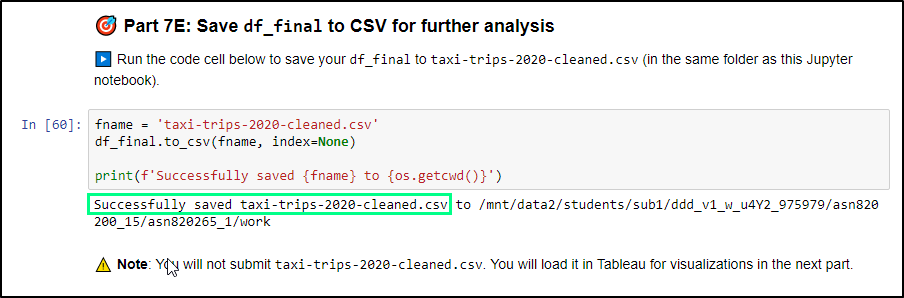 🎯 Part 7E: Save df_final to CSV for further analysis
▶️ Run the code cell below to save your df_final to taxi-trips-2020-cleaned.csv (in the same folder as this Jupyter
notebook).
In [60]: fname = 'taxi-trips-2020-cleaned.csv'
df_final.to_csv(fname, index=None)
print(f'Successfully saved {fname} to {os.getcwd()}')
Successfully saved taxi-trips-2020-cleaned.csv to /mnt/data2/students/sub1/ddd_v1_w_u4Y2_975979/asn820
200_15/asn820265_1/work
⚠️ Note: You will not submit taxi-trips-2020-cleaned.csv. You will load it in Tableau for visualizations in the next part.